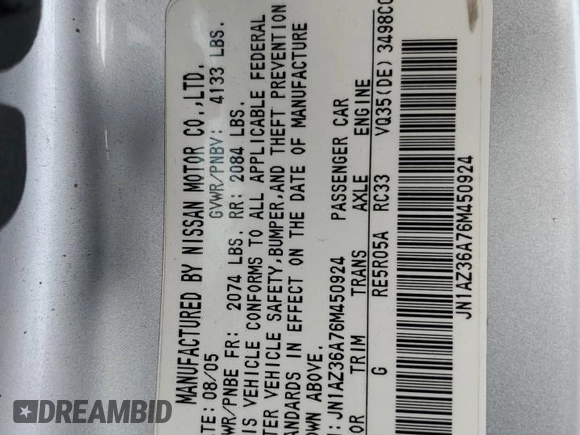 MANUFACTURED BY NISSAN MOTOR CO.,LTD.
ATE: 08/05 GVWR/PNBV: 4133 LBS.
WR/PNBE FR: 2074 LBS. RR: 2084 LBS.
IS VEHICLE CONFORMS TO ALL APPLICABLE FEDERAL
TER VEHICLE SAFETY,BUMPER,AND THEFT PREVENTION
ANDARDS IN EFFECT ON THE DATE OF MANUFACTURE
OWN ABOVE.
: JN1AZ36A76M450924 PASSENGER CAR
OR TRIM TRANS AXLE ENGINE
G RE5R05A RC33 VQ35(DE) 3498CC
JN1AZ36A76M450924
DREAMBID